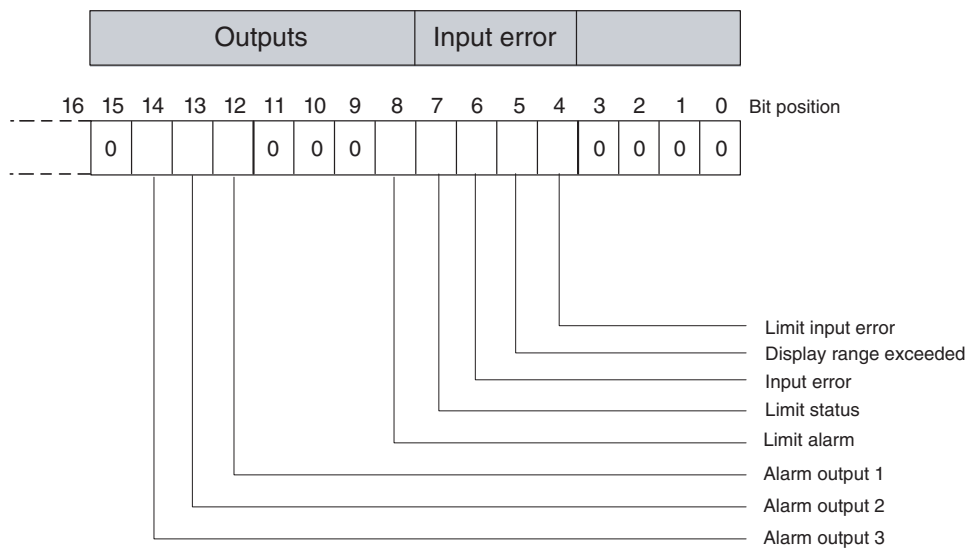 Outputs Input error
16 15 14 13 12 11 10 9 8 7 6 5 4 3 2 1 0 Bit position
0 0 0 0 0 0 0 0
Limit input error
Display range exceeded
Input error
Limit status
Limit alarm
Alarm output 1
Alarm output 2
Alarm output 3